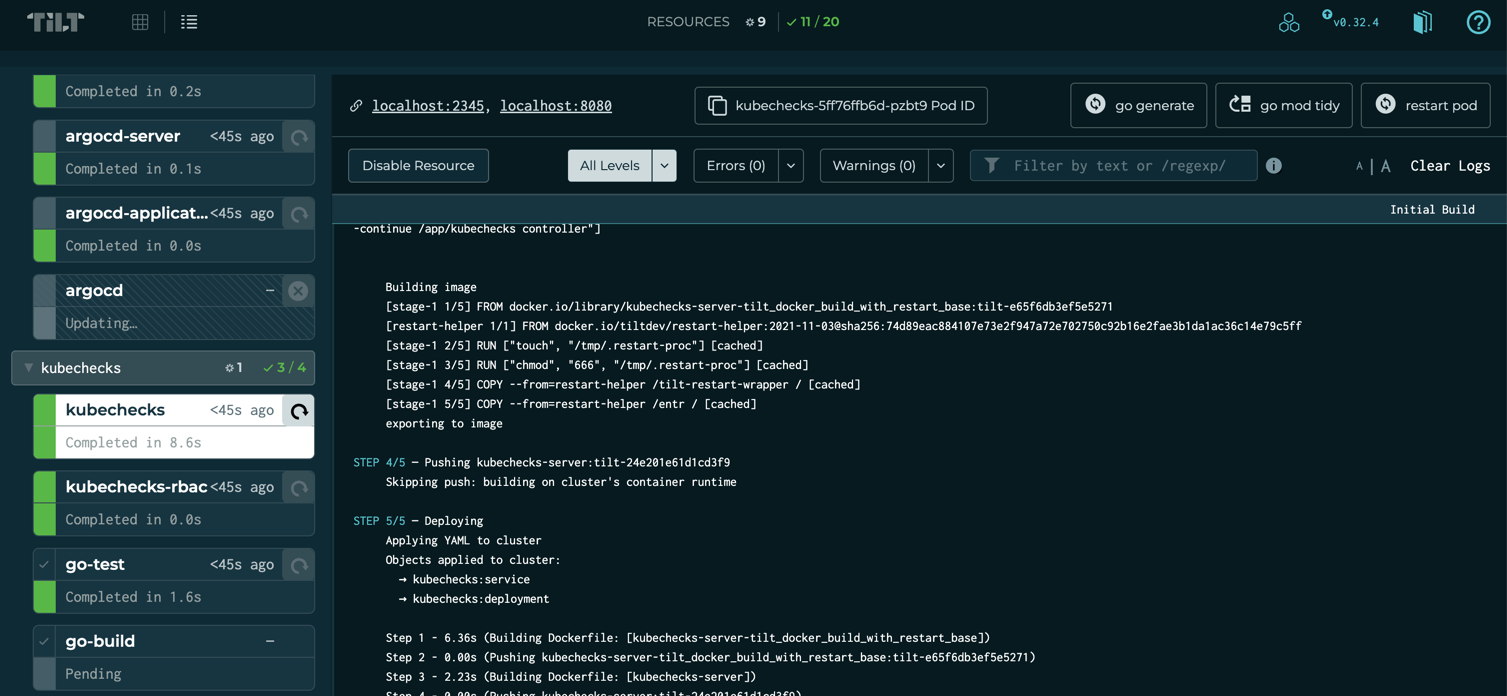 TILT
RESOURCES 9 11 / 20
v0.32.4
Completed in 0.2s
argocd-server <45s ago
Completed in 0.1s
argocd-applicat... <45s ago
Completed in 0.0s
argocd –
Updating…
kubechecks 1 3 / 4
kubechecks <45s ago
Completed in 8.6s
kubechecks-rbac <45s ago
Completed in 0.0s
go-test <45s ago
Completed in 1.6s
go-build –
Pending
localhost:2345, localhost:8080
kubechecks-5ff76ffb6d-pzbt9 Pod ID
go generate
go mod tidy
restart pod
Disable Resource
All Levels
Errors (0)
Warnings (0)
Filter by text or /regexp/
A | A
Clear Logs
Initial Build
-continue /app/kubechecks controller"]
Building image
[stage-1 1/5] FROM docker.io/library/kubechecks-server-tilt_docker_build_with_restart_base:tilt-e65f6db3ef5e5271
[restart-helper 1/1] FROM docker.io/tiltdev/restart-helper:2021-11-03@sha256:74d89eac884107e73e2f947a72e702750c92b16e2fae3b1da1ac36c14e79c5ff
[stage-1 2/5] RUN ["touch", "/tmp/.restart-proc"] [cached]
[stage-1 3/5] RUN ["chmod", "666", "/tmp/.restart-proc"] [cached]
[stage-1 4/5] COPY --from=restart-helper /tilt-restart-wrapper / [cached]
[stage-1 5/5] COPY --from=restart-helper /entr / [cached]
exporting to image
STEP 4/5 — Pushing kubechecks-server:tilt-24e201e61d1cd3f9
Skipping push: building on cluster's container runtime
STEP 5/5 — Deploying
Applying YAML to cluster
Objects applied to cluster:
→ kubechecks:service
→ kubechecks:deployment
Step 1 - 6.36s (Building Dockerfile: [kubechecks-server-tilt_docker_build_with_restart_base])
Step 2 - 0.00s (Pushing kubechecks-server-tilt_docker_build_with_restart_base:tilt-e65f6db3ef5e5271)
Step 3 - 2.23s (Building Dockerfile: [kubechecks-server])
Step 4 - 0.00s (Pushing kubechecks-server:tilt-24e201e61d1cd3f9)